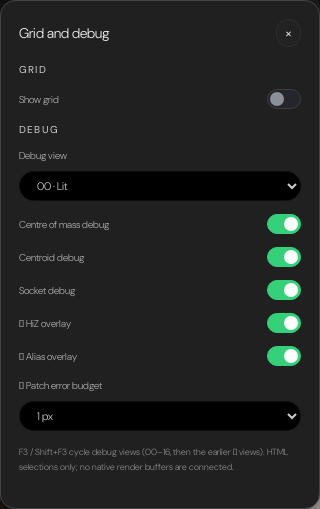 Grid and debug
×
GRID
Show grid
DEBUG
Debug view
00 · Lit
Centre of mass debug
Centroid debug
Socket debug
HiZ overlay
Alias overlay
Patch error budget
1 px
F3 / Shift+F3 cycle debug views (00–16, then the earlier views). HTML
selections only; no native render buffers are connected.